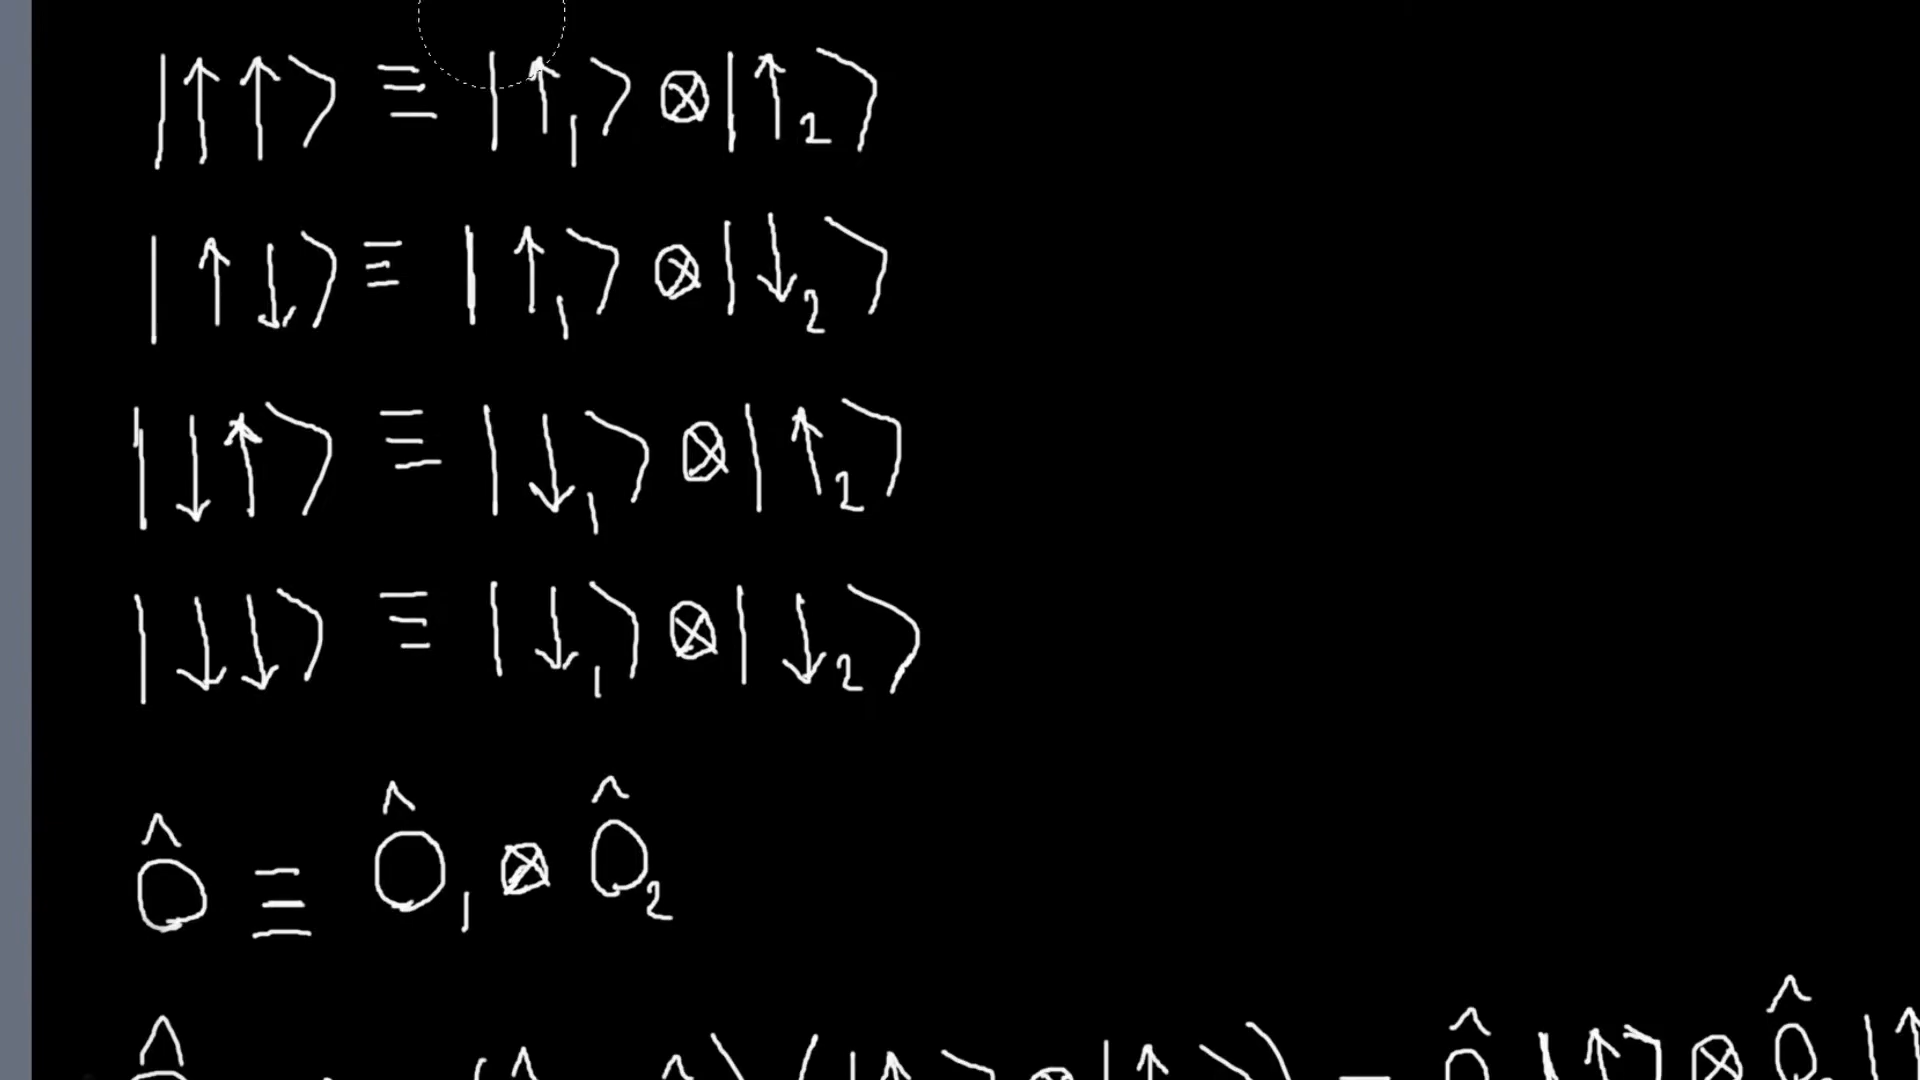 |↑↑⟩ ≡ |↑₁⟩ ⊗ |↑₂⟩
|↑↓⟩ ≡ |↑₁⟩ ⊗ |↓₂⟩
|↓↑⟩ ≡ |↓₁⟩ ⊗ |↑₂⟩
|↓↓⟩ ≡ |↓₁⟩ ⊗ |↓₂⟩
Ô ≡ Ô₁ ⊗ Ô₂